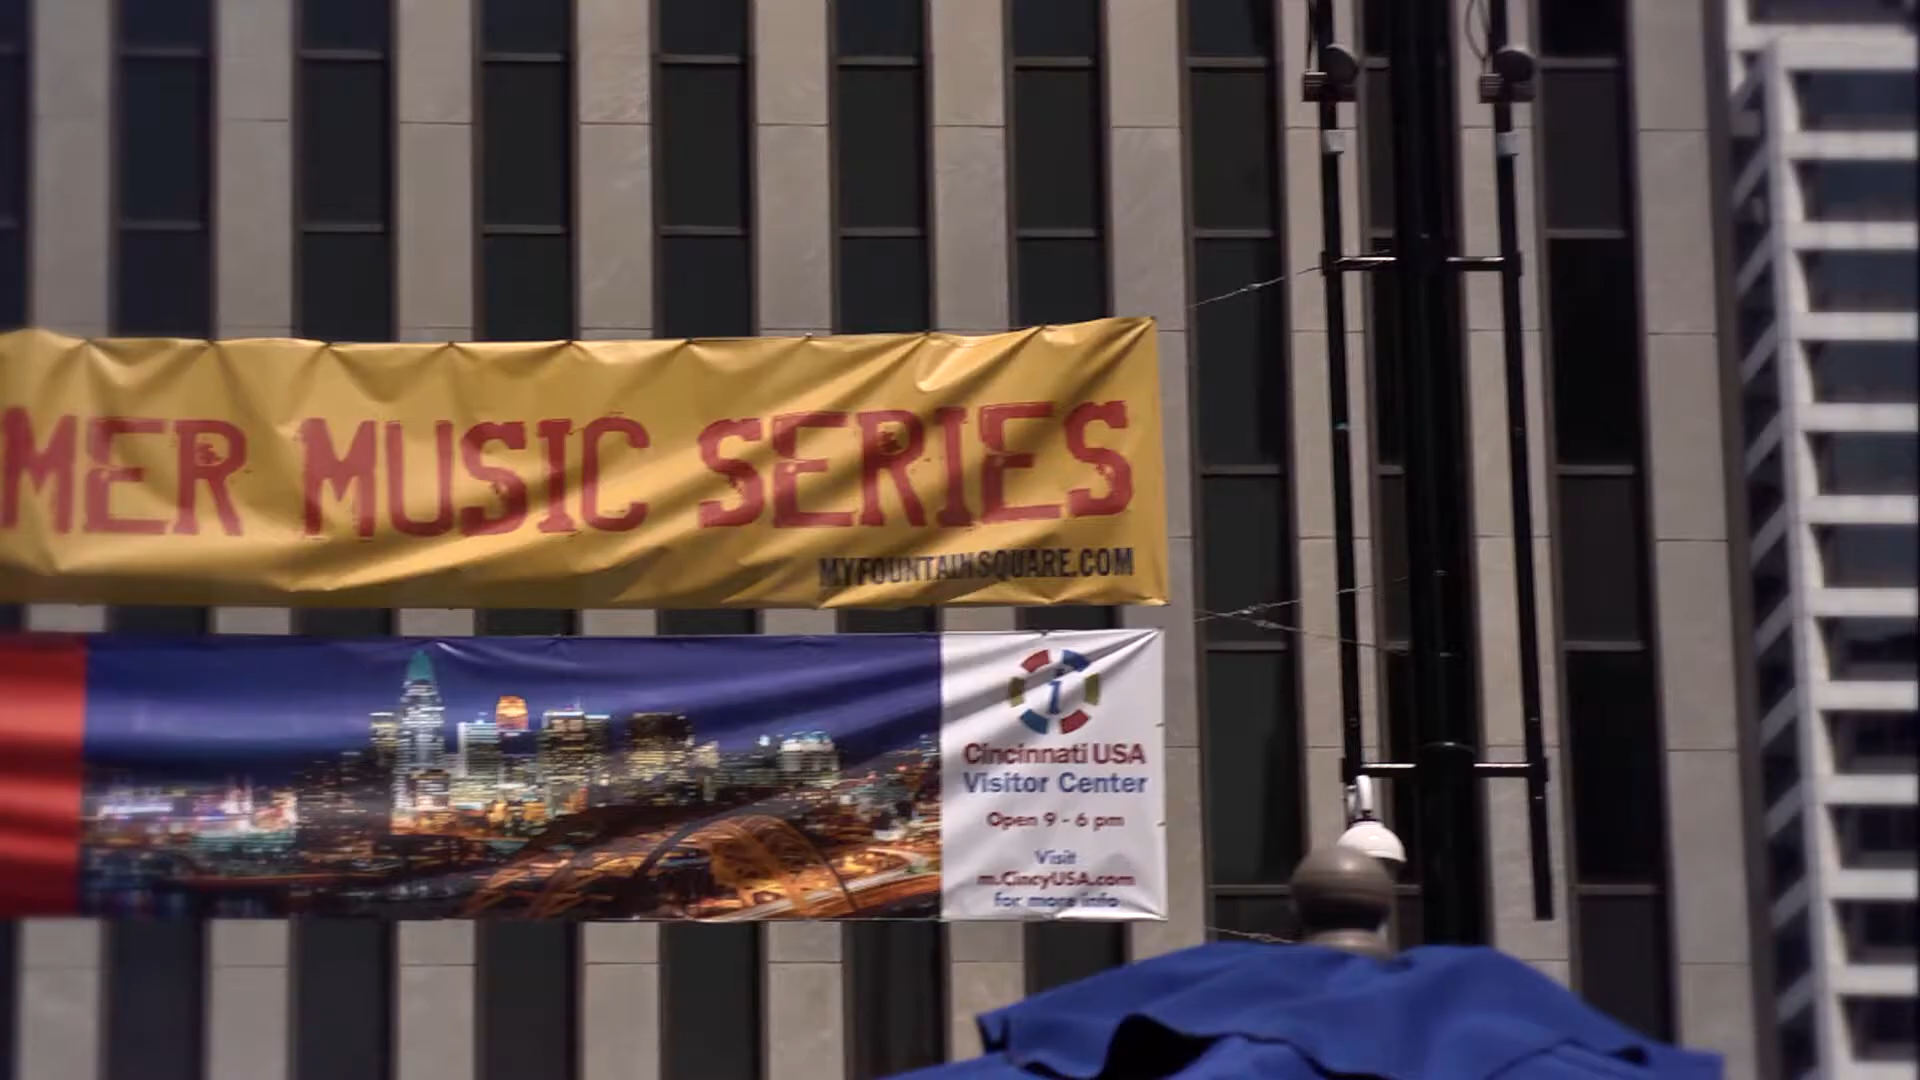 MER MUSIC SERIES
MYFOUNTAINSQUARE.COM
i
Cincinnati USA
Visitor Center
Open 9 - 6 pm
Visit
m.CincyUSA.com
for more info